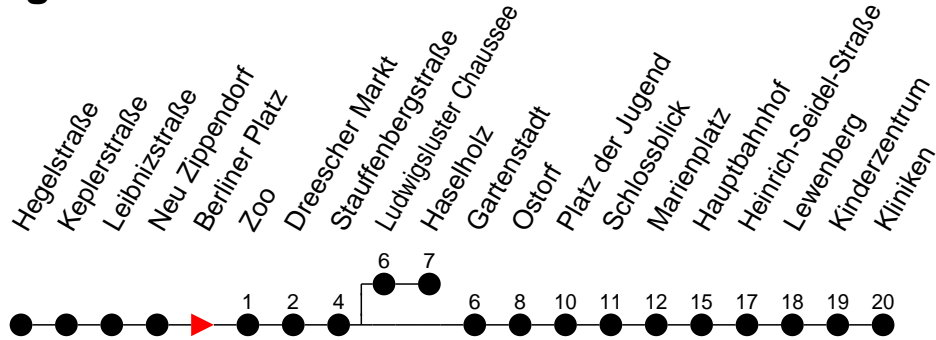 Hegelstraße
Keplerstraße
Leibnizstraße
Neu Zippendorf
Berliner Platz
Zoo
Dreescher Markt
Stauffenbergstraße
Ludwigsluster Chaussee
Haselholz
Gartenstadt
Ostorf
Platz der Jugend
Schlossblick
Marienplatz
Hauptbahnhof
Heinrich-Seidel-Straße
Lewenberg
Kinderzentrum
Kliniken
6 7
1 2 4 6 8 10 11 12 15 17 18 19 20